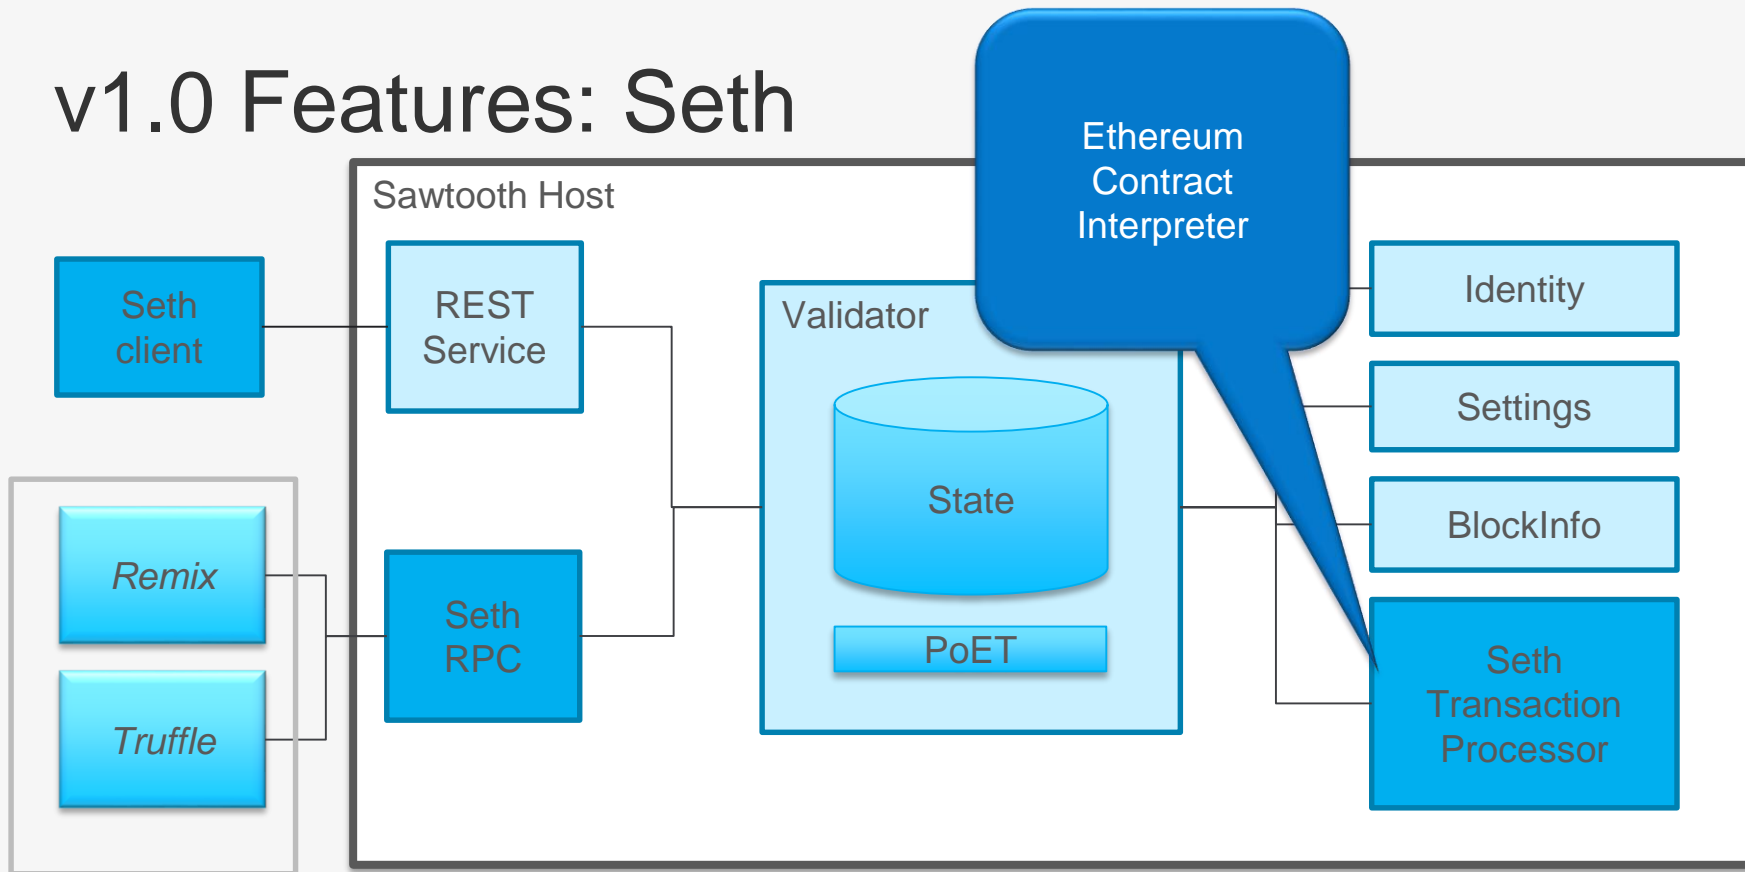 v1.0 Features: Seth
Ethereum
Contract
Interpreter
Sawtooth Host
Seth
client
REST
Service
Validator
State
PoET
Identity
Settings
BlockInfo
Remix
Truffle
Seth
RPC
Seth
Transaction
Processor